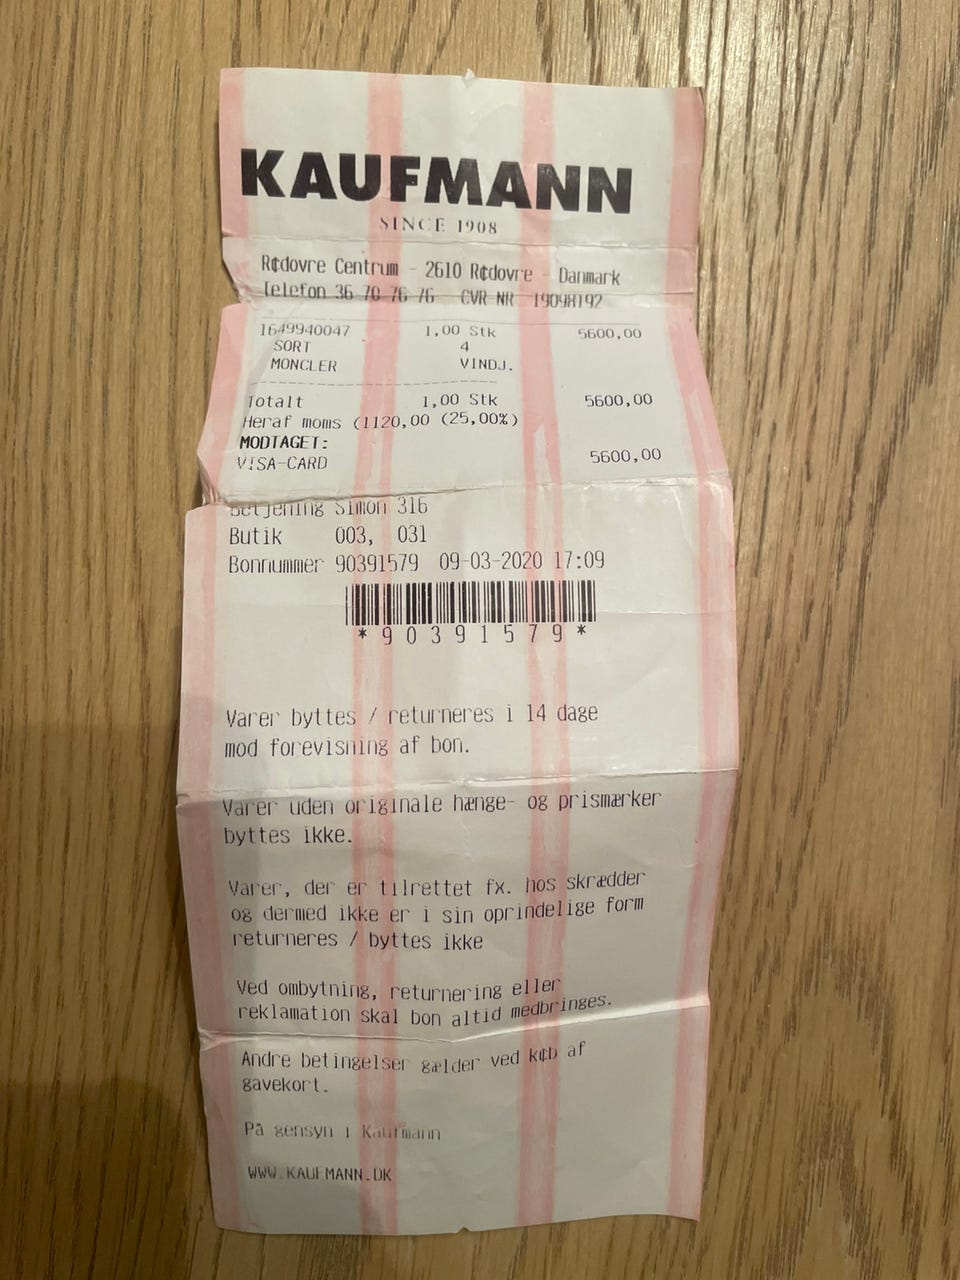 KAUFMANN
SINCE 1908
R¢dovre Centrum - 2610 R¢dovre - Danmark
Telefon 36 70 76 76 CVR NR 19098192
1649940047 1,00 Stk 5600,00
SORT 4
MONCLER VINDJ.
Totalt 1,00 Stk 5600,00
Heraf moms (1120,00 (25,00%)
MODTAGET:
VISA-CARD 5600,00
Betjening Simon 316
Butik 003, 031
Bonnummer 90391579 09-03-2020 17:09
*90391579*
Varer byttes / returneres i 14 dage
mod forevisning af bon.
Varer uden originale hænge- og prismærker
byttes ikke.
Varer, der er tilrettet fx. hos skrædder
og dermed ikke er i sin oprindelige form
returneres / byttes ikke
Ved ombytning, returnering eller
reklamation skal bon altid medbringes.
Andre betingelser gælder ved k¢b af
gavekort.
På gensyn i Kaufmann
WWW.KAUFMANN.DK